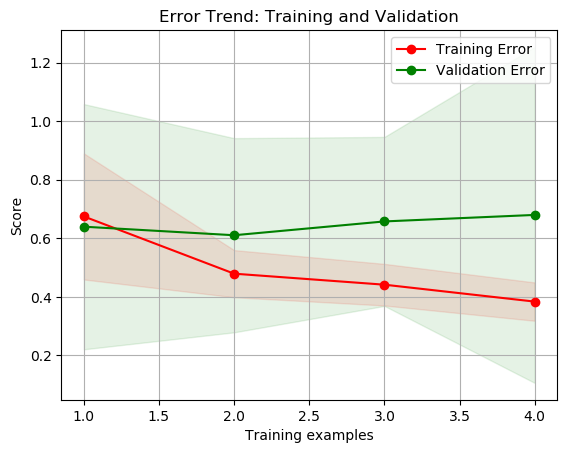 Error Trend: Training and Validation
Training Error
Validation Error
1.2
1.0
0.8
0.6
0.4
0.2
Score
1.0 1.5 2.0 2.5 3.0 3.5 4.0
Training examples